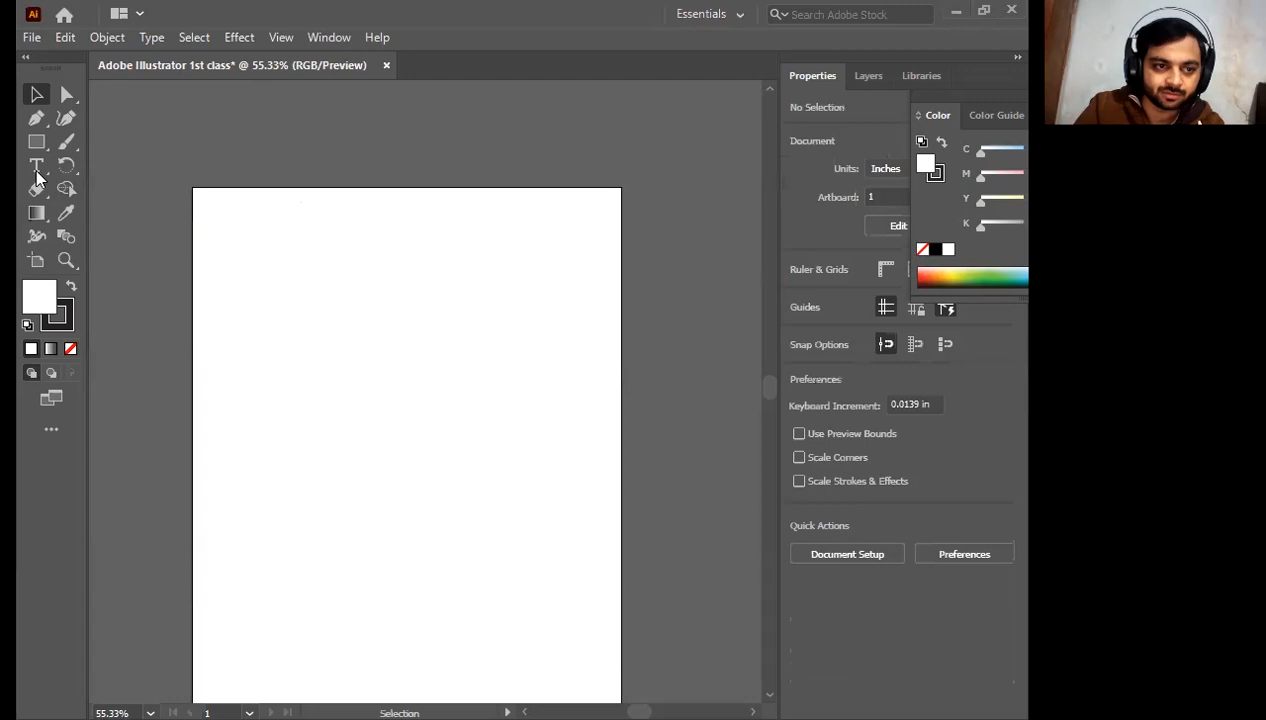 Ai
Essentials
Search Adobe Stock
File Edit Object Type Select Effect View Window Help
Adobe Illustrator 1st class* @ 55.33% (RGB/Preview)
Properties Layers Libraries
No Selection
Color Color Guide
Document
C
Units: Inches
M
Artboard: 1
Y
Edit
K
Ruler & Grids
Guides
Snap Options
Preferences
Keyboard Increment: 0.0139 in
Use Preview Bounds
Scale Corners
Scale Strokes & Effects
Quick Actions
Document Setup Preferences
55.33% 1 Selection